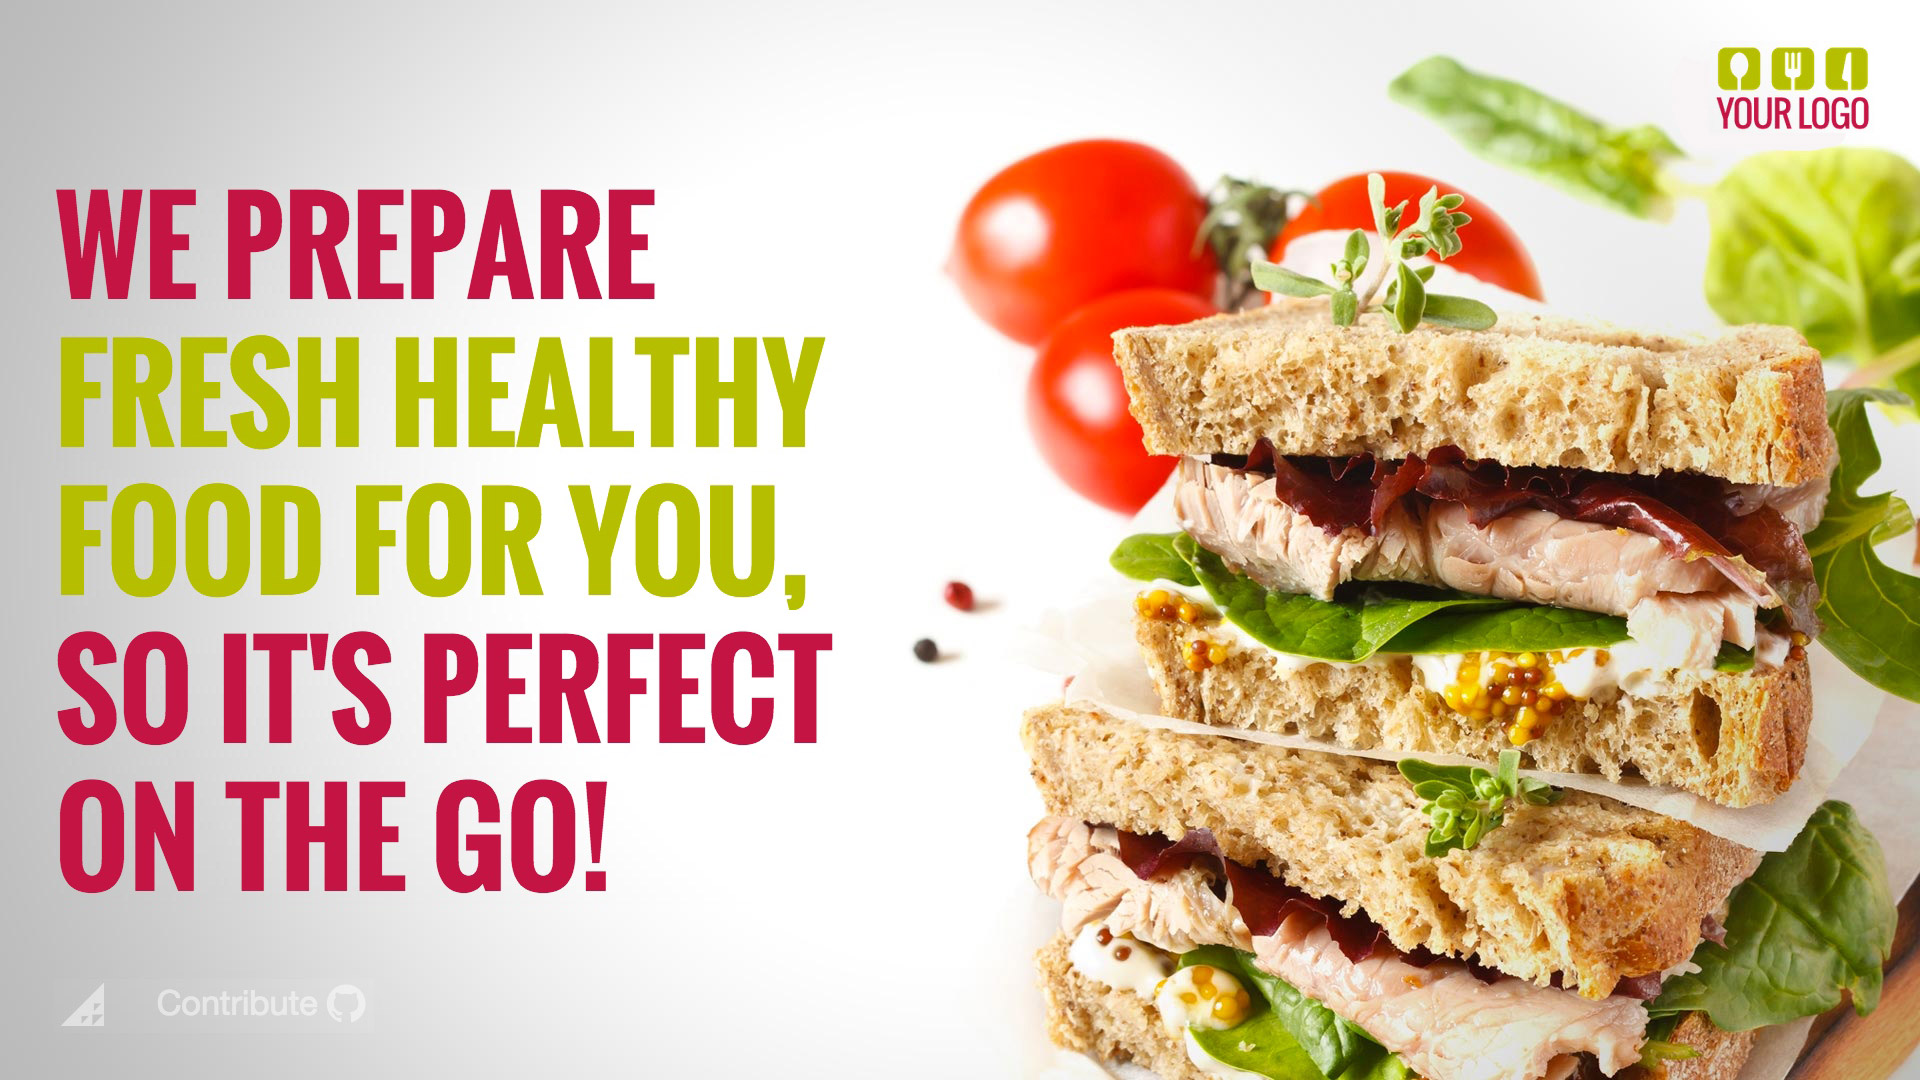 YOUR LOGO
WE PREPARE
FRESH HEALTHY
FOOD FOR YOU,
SO IT'S PERFECT
ON THE GO!
Contribute